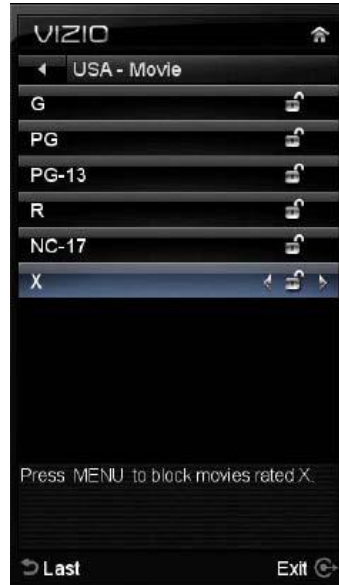 VIZIO
USA - Movie
G
PG
PG-13
R
NC-17
X
Press MENU to block movies rated X.
Last Exit